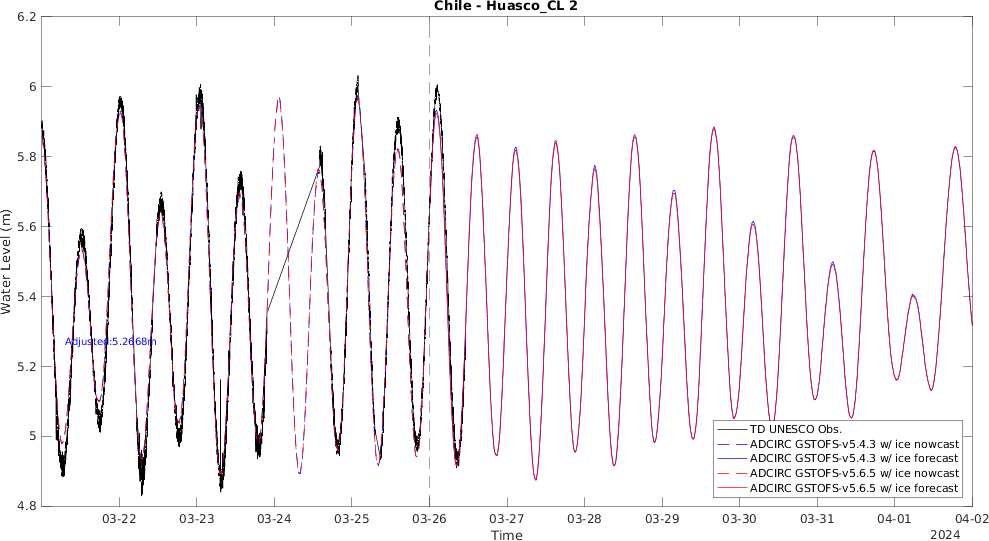 Chile - Huasco_CL 2
6.2
6
5.8
5.6
5.4
5.2
5
4.8
Water Level (m)
Adjusted:5.2668m
TD UNESCO Obs.
ADCIRC GSTOFS-v5.4.3 w/ ice nowcast
ADCIRC GSTOFS-v5.4.3 w/ ice forecast
ADCIRC GSTOFS-v5.6.5 w/ ice nowcast
ADCIRC GSTOFS-v5.6.5 w/ ice forecast
03-22 03-23 03-24 03-25 03-26 03-27 03-28 03-29 03-30 03-31 04-01 04-02
Time
2024